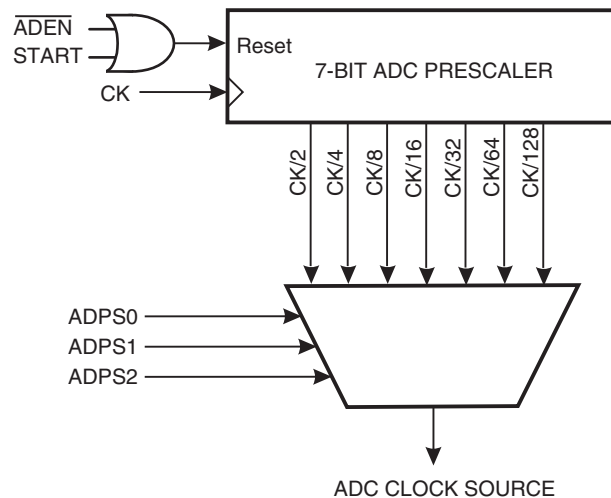 ADEN
START
Reset
7-BIT ADC PRESCALER
CK
CK/2
CK/4
CK/8
CK/16
CK/32
CK/64
CK/128
ADPS0
ADPS1
ADPS2
ADC CLOCK SOURCE